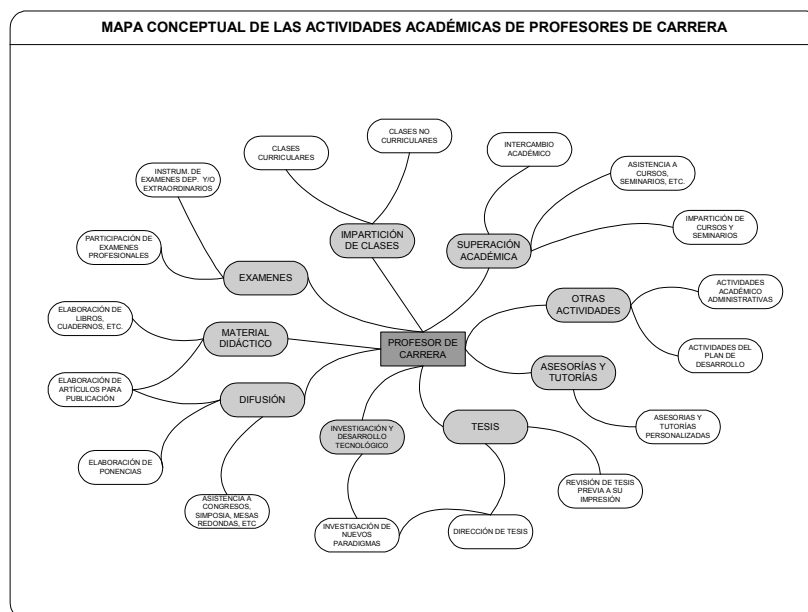 MAPA CONCEPTUAL DE LAS ACTIVIDADES ACADÉMICAS DE PROFESORES DE CARRERA
CLASES NO
CURRICULARES
CLASES
CURRICULARES
INTERCAMBIO
ACADÉMICO
INSTRUM. DE
EXAMENES DEP. Y/O
EXTRAORDINARIOS
ASISTENCIA A
CURSOS,
SEMINARIOS, ETC.
IMPARTICIÓN DE
CURSOS Y
SEMINARIOS
IMPARTICIÓN
DE CLASES
SUPERACIÓN
ACADÉMICA
PARTICIPACIÓN DE
EXAMENES
PROFESIONALES
EXAMENES
ACTIVIDADES
ACADÉMICO
ADMINISTRATIVAS
OTRAS
ACTIVIDADES
ELABORACIÓN DE
LIBROS,
CUADERNOS, ETC.
MATERIAL
DIDÁCTICO
PROFESOR DE
CARRERA
ACTIVIDADES DEL
PLAN DE
DESARROLLO
ASESORÍAS Y
TUTORÍAS
ELABORACIÓN DE
ARTÍCULOS PARA
PUBLICACIÓN
DIFUSIÓN
INVESTIGACIÓN Y
DESARROLLO
TECNOLÓGICO
TESIS
ASESORIAS Y
TUTORÍAS
PERSONALIZADAS
ELABORACIÓN DE
PONENCIAS
REVISIÓN DE TESIS
PREVIA A SU
IMPRESIÓN
ASISTENCIA A
CONGRESOS,
SIMPOSIA, MESAS
REDONDAS, ETC
INVESTIGACIÓN DE
NUEVOS
PARADIGMAS
DIRECCIÓN DE TESIS